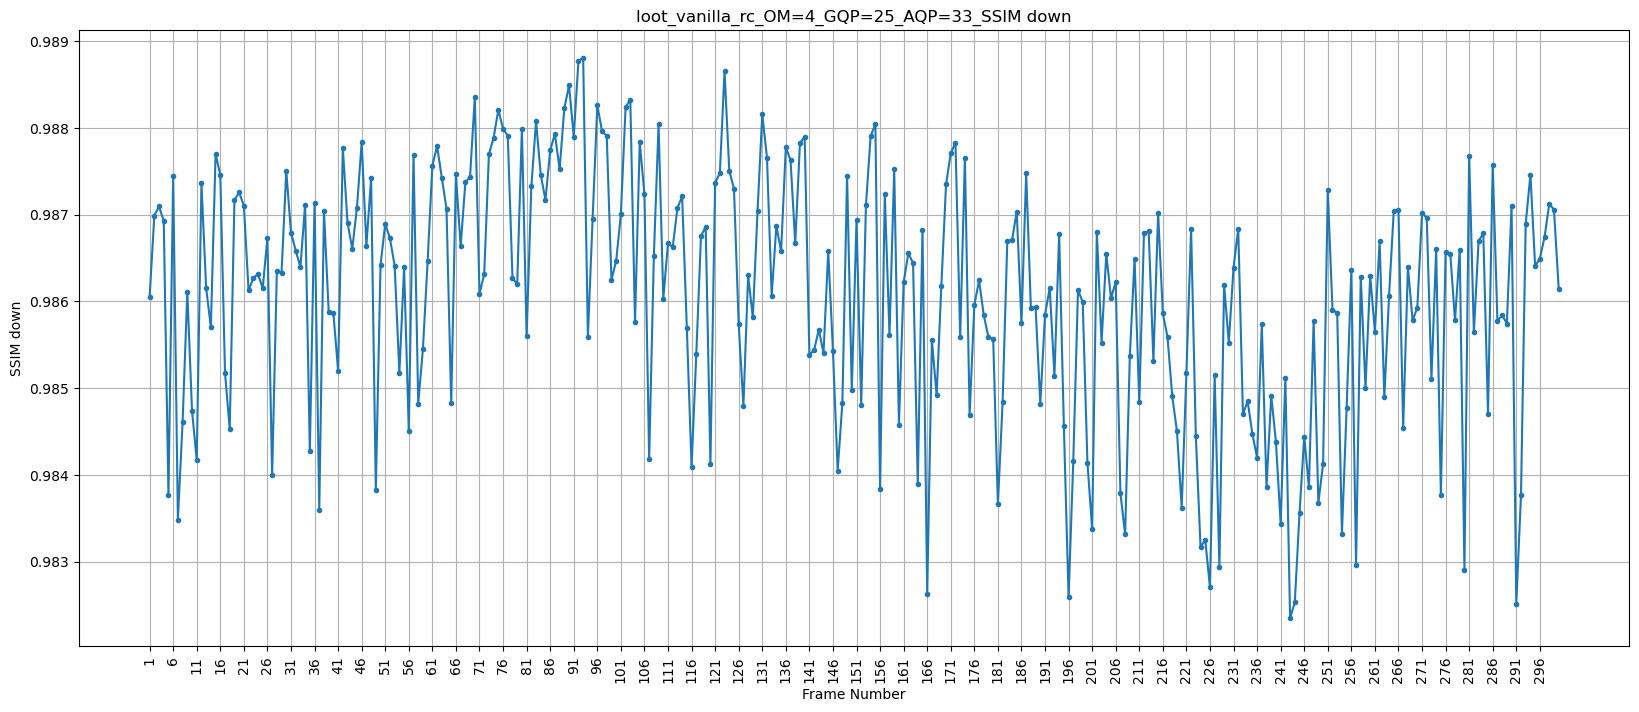 loot_vanilla_rc_OM=4_GQP=25_AQP=33_SSIM down
0.989
0.988
0.987
0.986
0.985
0.984
0.983
SSIM down
1 6 11 16 21 26 31 36 41 46 51 56 61 66 71 76 81 86 91 96 101 106 111 116 121 126 131 136 141 146 151 156 161 166 171 176 181 186 191 196 201 206 211 216 221 226 231 236 241 246 251 256 261 266 271 276 281 286 291 296
Frame Number